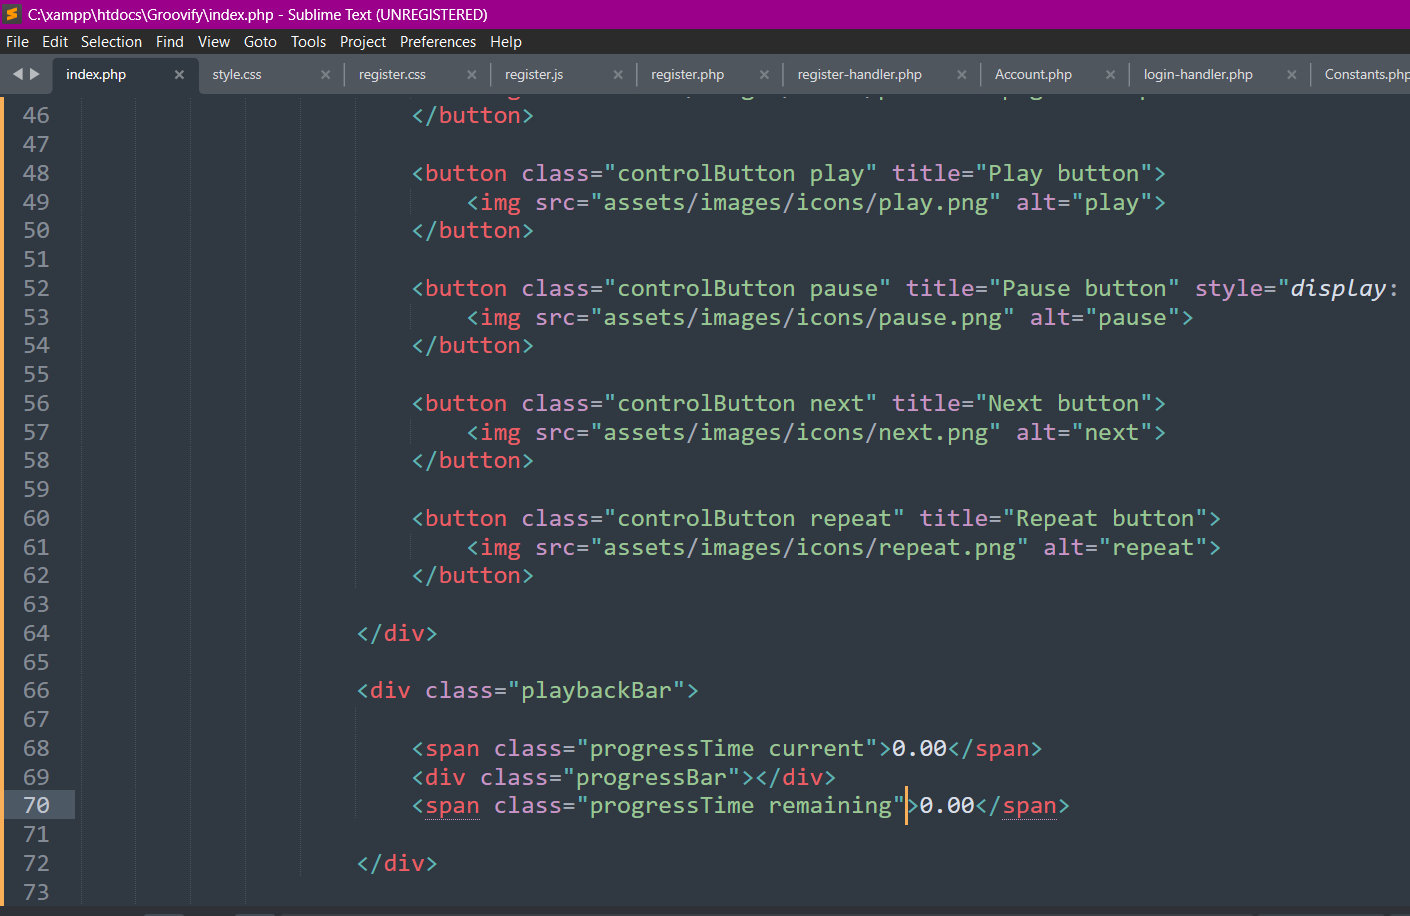 C:\xampp\htdocs\Groovify\index.php - Sublime Text (UNREGISTERED)
File Edit Selection Find View Goto Tools Project Preferences Help
index.php × style.css × register.css × register.js × register.php × register-handler.php × Account.php × login-handler.php × Constants.php
46 </button>
47
48 <button class="controlButton play" title="Play button">
49 <img src="assets/images/icons/play.png" alt="play">
50 </button>
51
52 <button class="controlButton pause" title="Pause button" style="display:
53 <img src="assets/images/icons/pause.png" alt="pause">
54 </button>
55
56 <button class="controlButton next" title="Next button">
57 <img src="assets/images/icons/next.png" alt="next">
58 </button>
59
60 <button class="controlButton repeat" title="Repeat button">
61 <img src="assets/images/icons/repeat.png" alt="repeat">
62 </button>
63
64 </div>
65
66 <div class="playbackBar">
67
68 <span class="progressTime current">0.00</span>
69 <div class="progressBar"></div>
70 <span class="progressTime remaining">0.00</span>
71
72 </div>
73